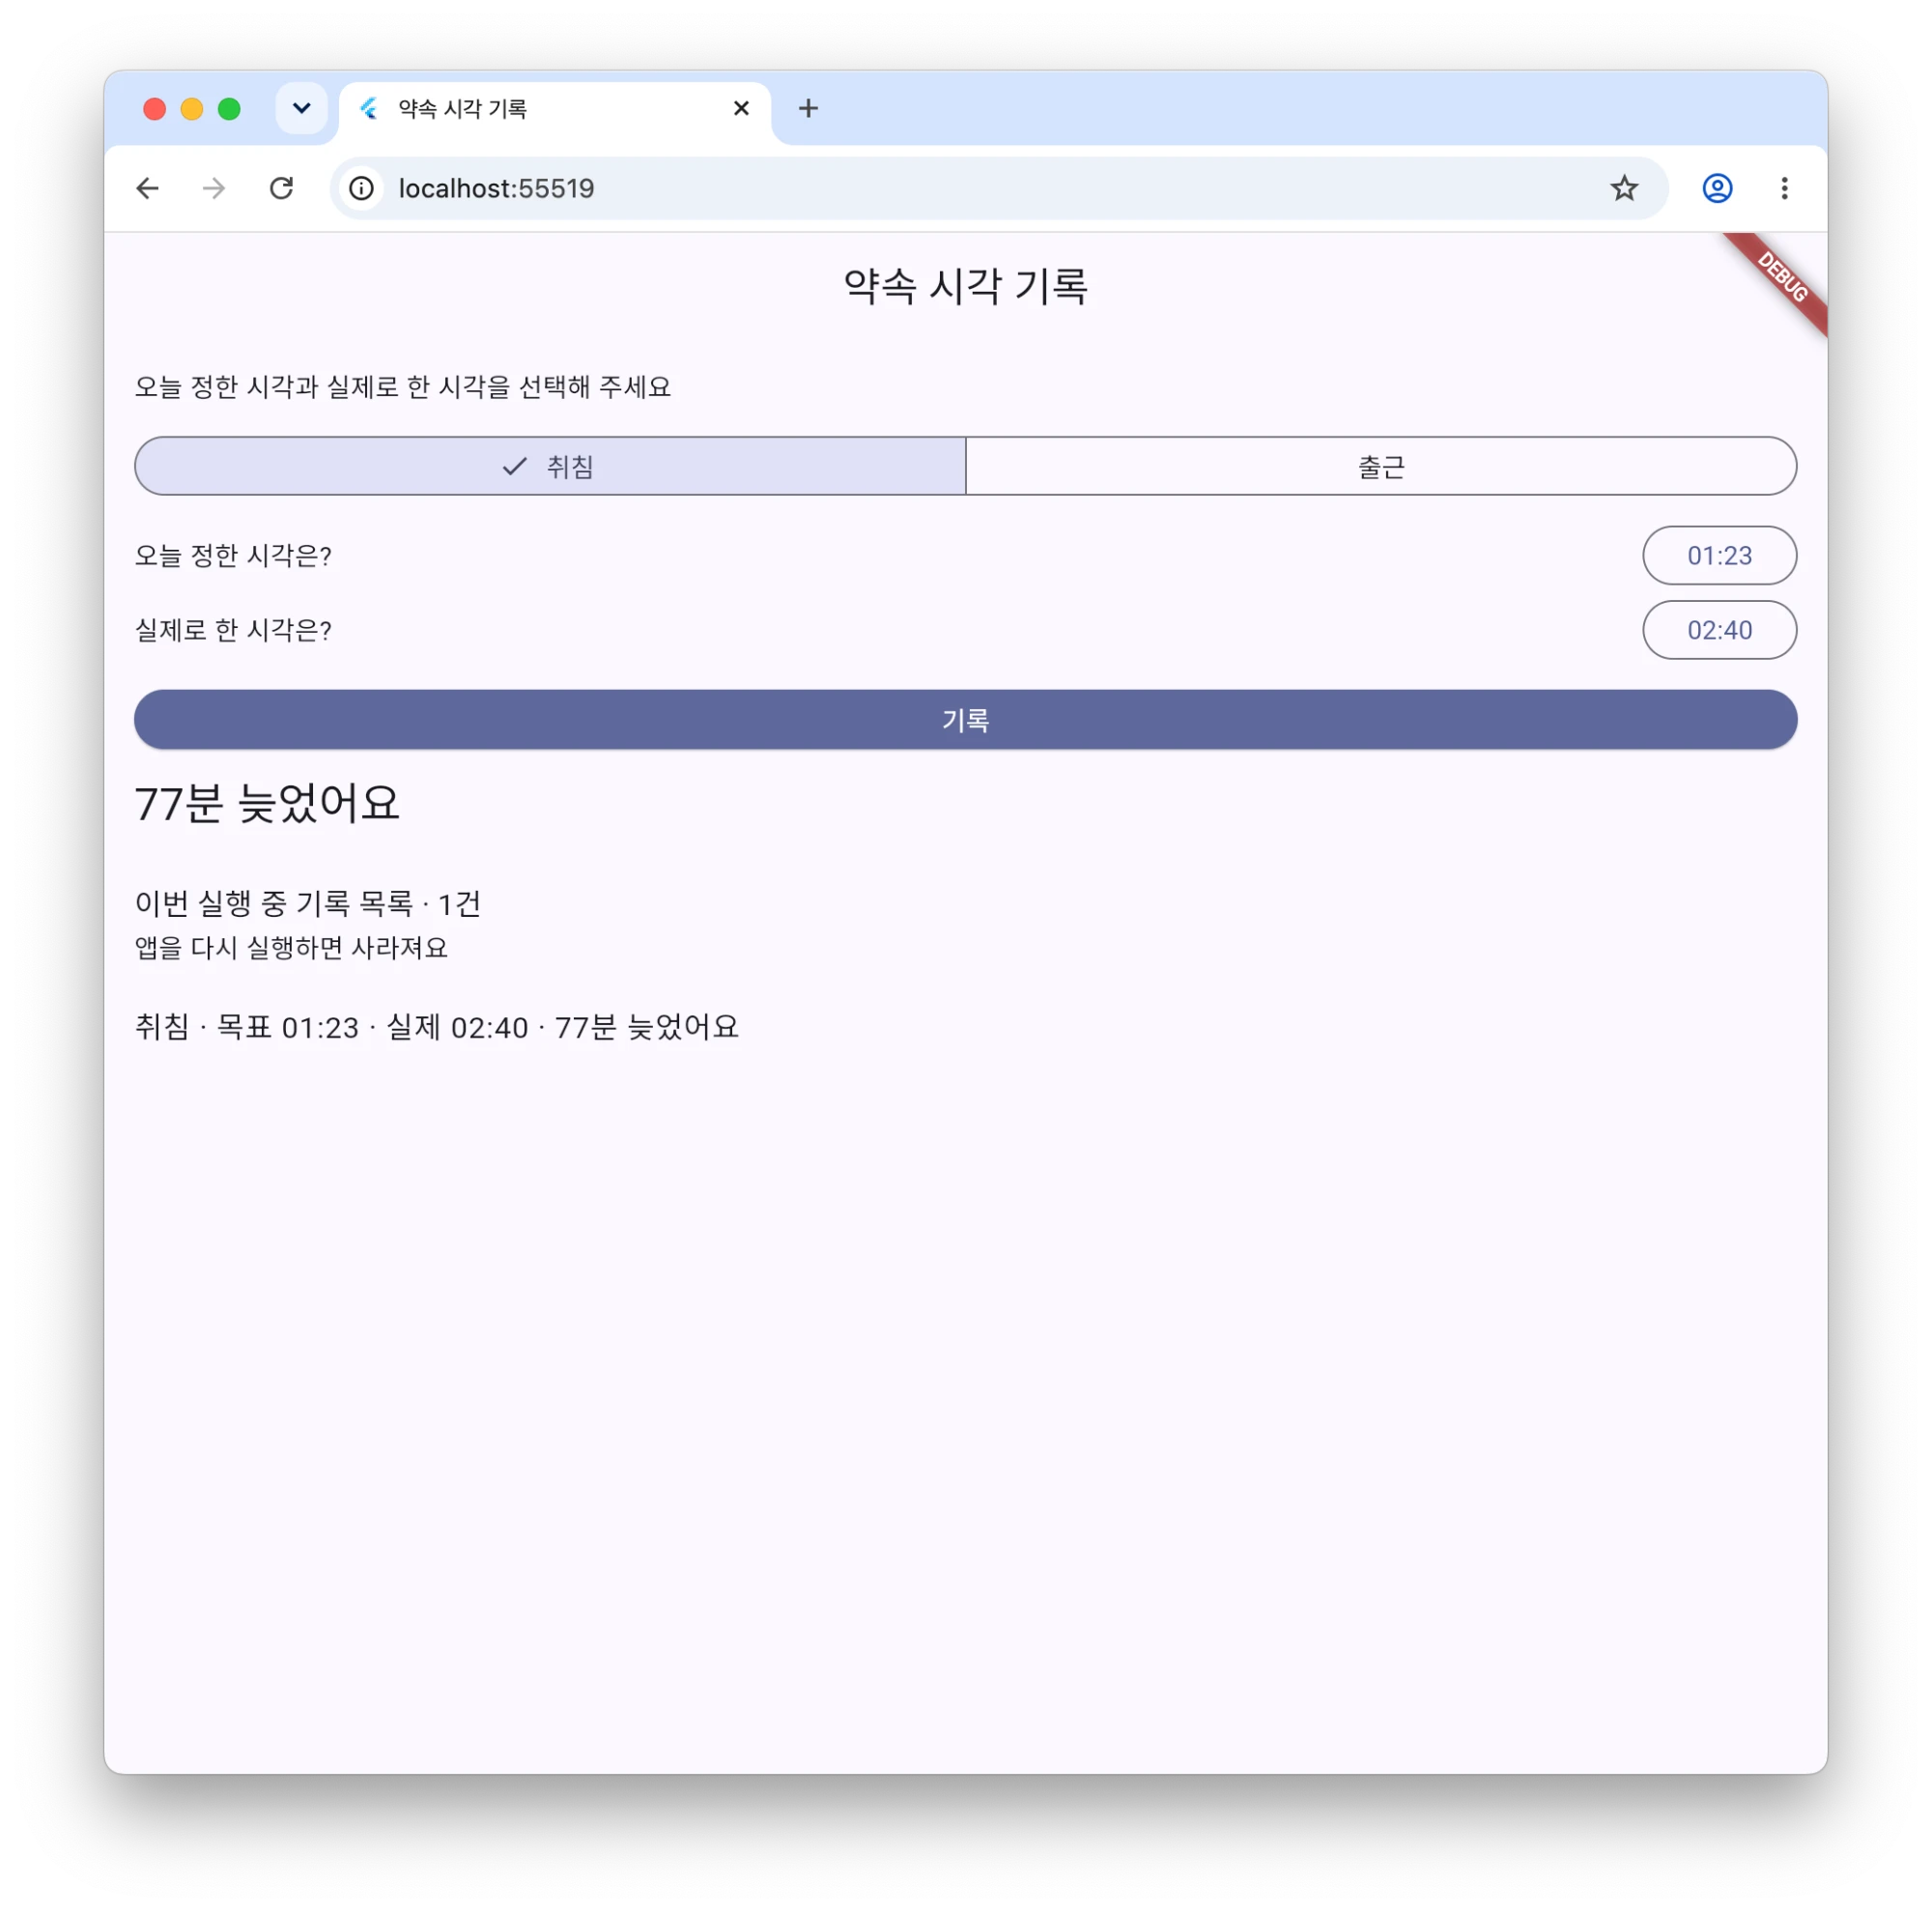 약속 시각 기록
localhost:55519
DEBUG
약속 시각 기록
오늘 정한 시각과 실제로 한 시각을 선택해 주세요
취침
출근
오늘 정한 시각은?
01:23
실제로 한 시각은?
02:40
기록
77분 늦었어요
이번 실행 중 기록 목록 · 1건
앱을 다시 실행하면 사라져요
취침 · 목표 01:23 · 실제 02:40 · 77분 늦었어요